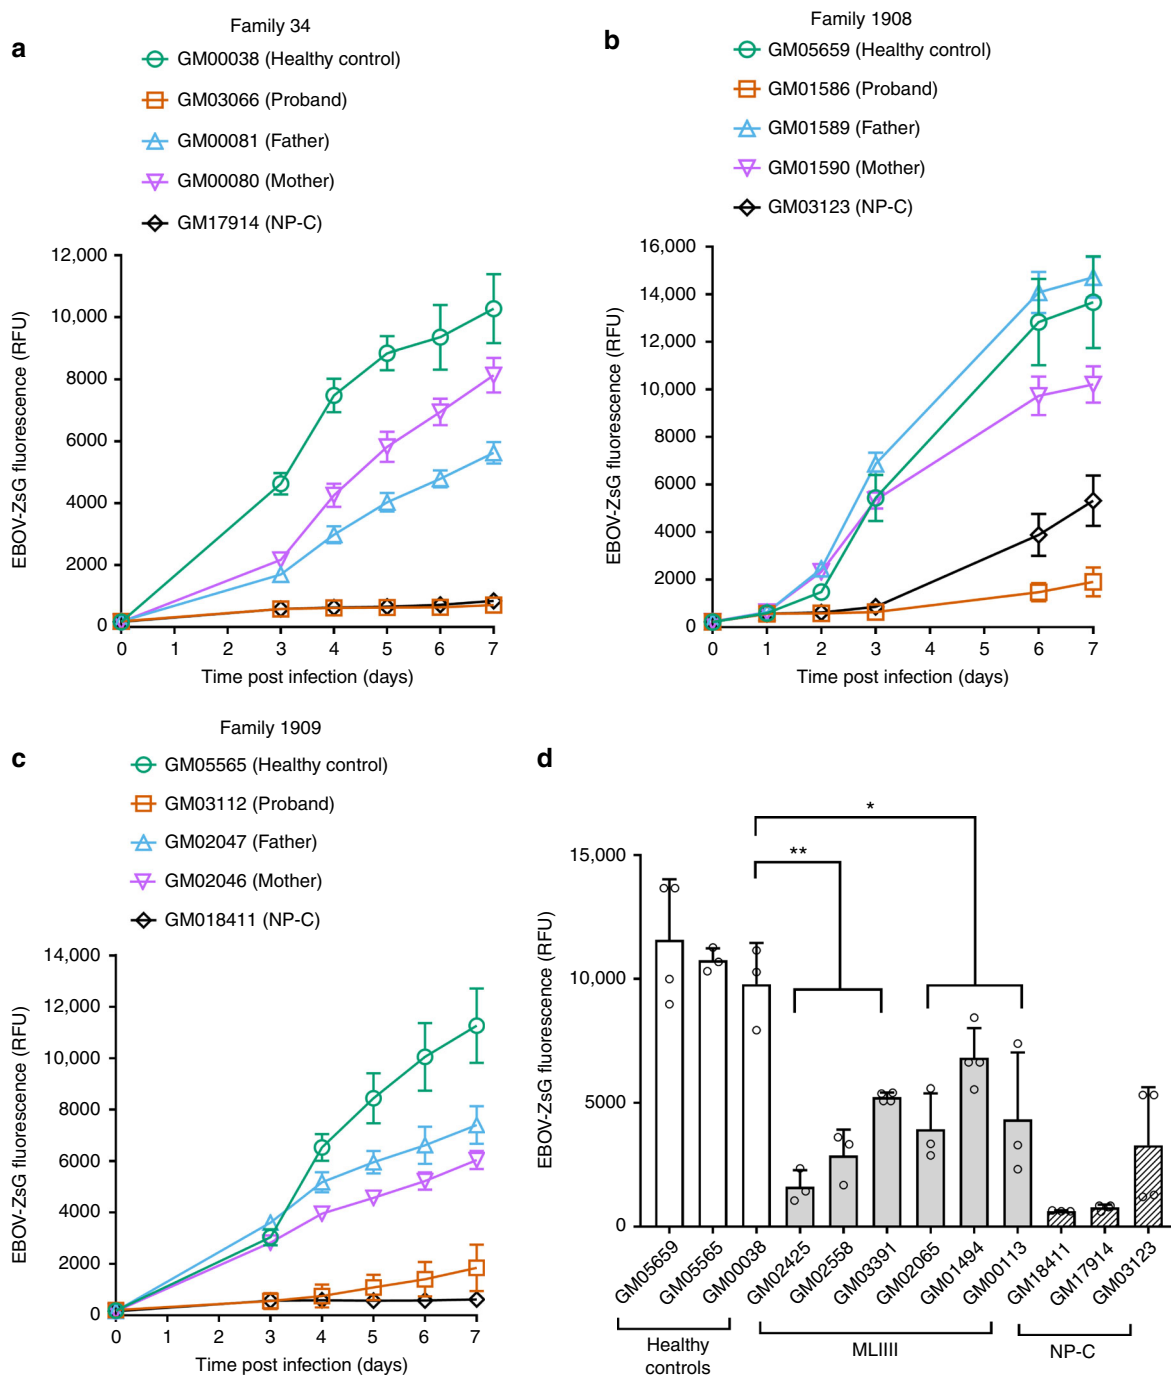 a
Family 34
GM00038 (Healthy control)
GM03066 (Proband)
GM00081 (Father)
GM00080 (Mother)
GM17914 (NP-C)
EBOV-ZsG fluorescence (RFU)
12,000
10,000
8000
6000
4000
2000
0
0 1 2 3 4 5 6 7
Time post infection (days)
b
Family 1908
GM05659 (Healthy control)
GM01586 (Proband)
GM01589 (Father)
GM01590 (Mother)
GM03123 (NP-C)
EBOV-ZsG fluorescence (RFU)
16,000
14,000
12,000
10,000
8000
6000
4000
2000
0
0 1 2 3 4 5 6 7
Time post infection (days)
c
Family 1909
GM05565 (Healthy control)
GM03112 (Proband)
GM02047 (Father)
GM02046 (Mother)
GM018411 (NP-C)
EBOV-ZsG fluorescence (RFU)
14,000
12,000
10,000
8000
6000
4000
2000
0
0 1 2 3 4 5 6 7
Time post infection (days)
d
*
**
EBOV-ZsG fluorescence (RFU)
15,000
10,000
5000
0
GM05659 GM05565 GM00038 GM02425 GM02558 GM03391 GM02065 GM01494 GM00113 GM18411 GM17914 GM03123
Healthy
controls
MLIIII
NP-C